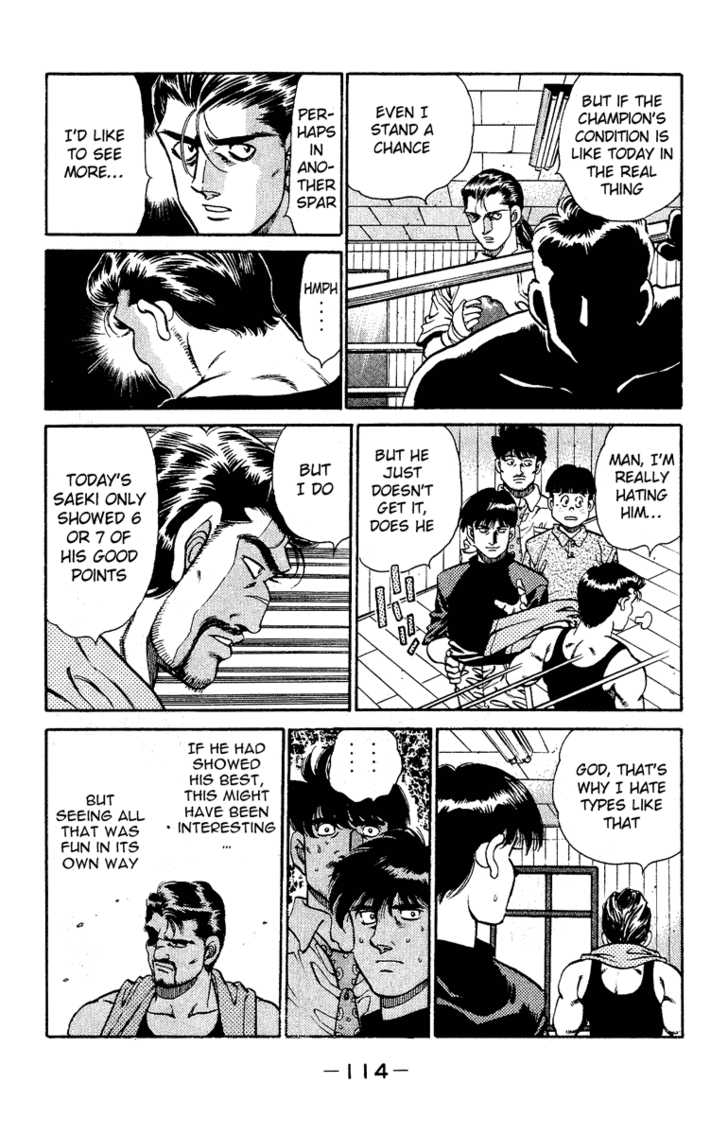 BUT IF THE
CHAMPION'S
CONDITION IS
LIKE TODAY IN
THE REAL
THING
EVEN I
STAND A
CHANCE
PER-
HAPS
IN
ANO-
THER
SPAR
I'D LIKE
TO SEE
MORE...
HMPH
....
MAN, I'M
REALLY
HATING
HIM...
BUT HE
JUST
DOESN'T
GET IT,
DOES HE
BUT
I DO
TODAY'S
SAEKI ONLY
SHOWED 6
OR 7 OF
HIS GOOD
POINTS
GOD, THAT'S
WHY I HATE
TYPES LIKE
THAT
......
IF HE HAD
SHOWED
HIS BEST,
THIS MIGHT
HAVE BEEN
INTERESTING
...
BUT
SEEING ALL
THAT WAS
FUN IN ITS
OWN WAY
-114-